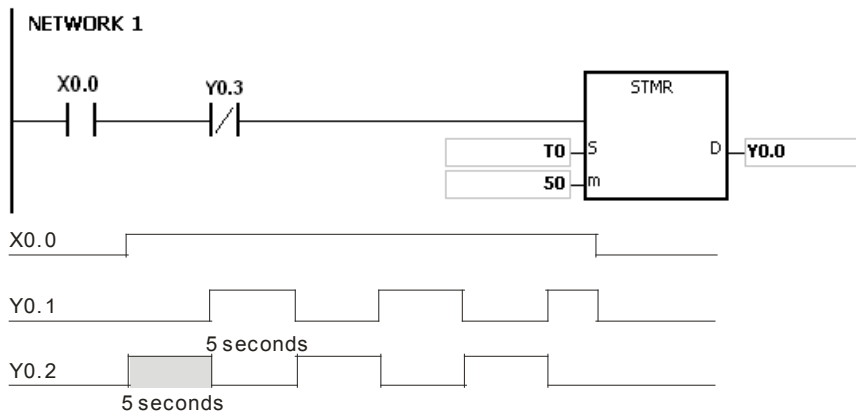 NETWORK 1
X0.0
Y0.3
STMR
T0
S
D
Y0.0
50
m
X0.0
Y0.1
5 seconds
Y0.2
5 seconds